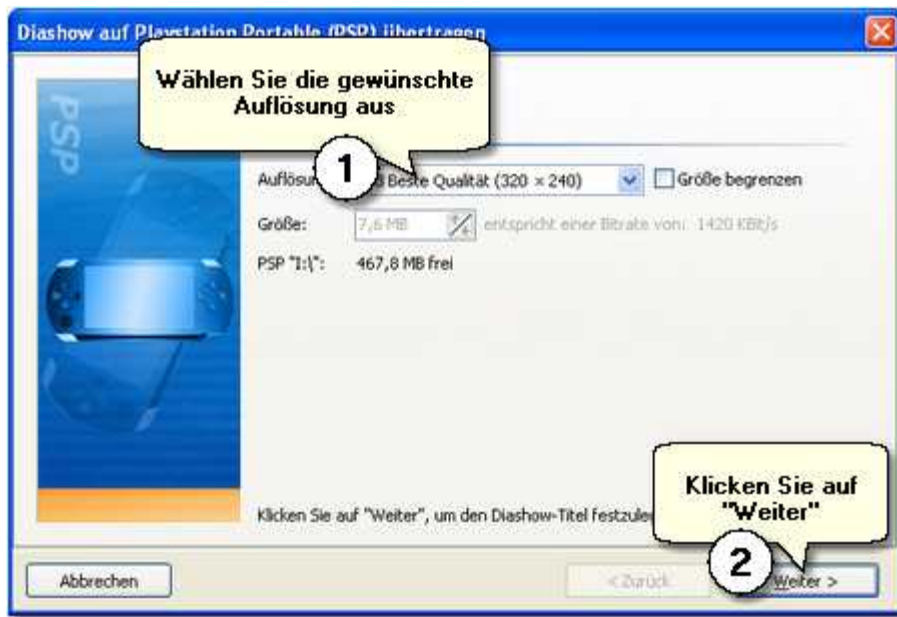 Diashow auf Playstation Portable (PSP) übertragen
Wählen Sie die gewünschte
Auflösung aus
PSP
1
Beste Qualität (320 × 240)
Größe begrenzen
Größe:
7,6 MB
entspricht einer Bitrate von: 1420 KBit/s
PSP "I:\":
467,8 MB frei
Klicken Sie auf "Weiter", um den Diashow-Titel
Klicken Sie auf
"Weiter"
2
Abbrechen
< Zurück
Weiter >